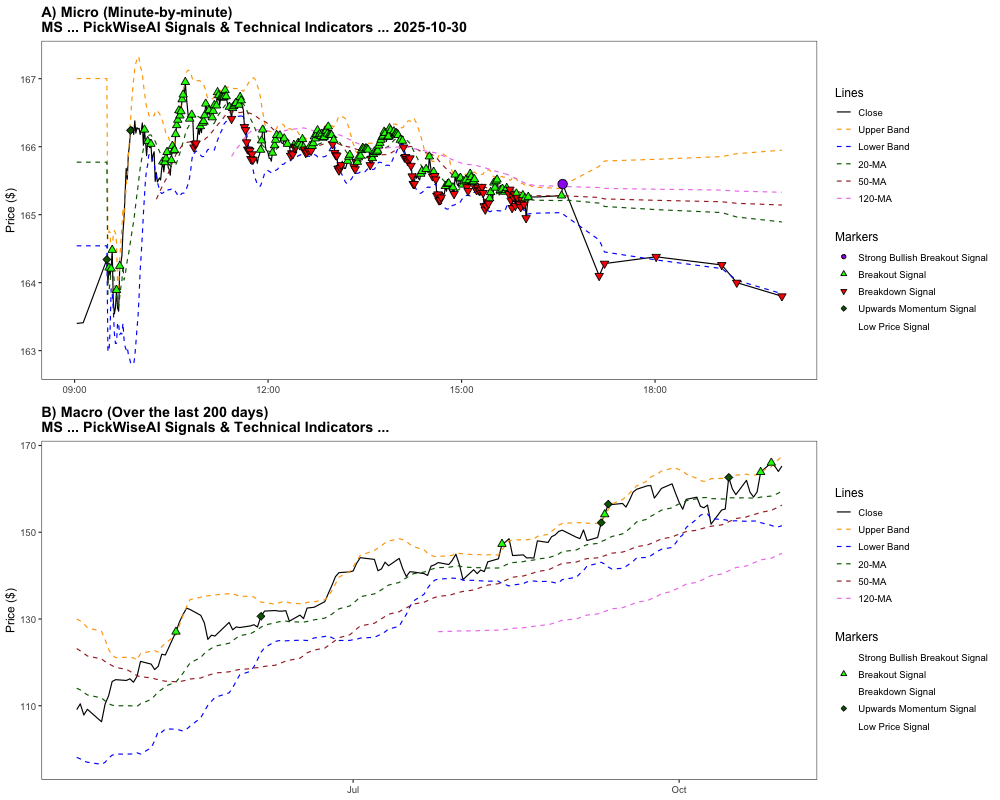 A) Micro (Minute-by-minute)
MS ... PickWiseAI Signals & Technical Indicators ... 2025-10-30
Price ($)
167
166
165
164
163
09:00
12:00
15:00
18:00
Lines
Close
Upper Band
Lower Band
20-MA
50-MA
120-MA
Markers
Strong Bullish Breakout Signal
Breakout Signal
Breakdown Signal
Upwards Momentum Signal
Low Price Signal
B) Macro (Over the last 200 days)
MS ... PickWiseAI Signals & Technical Indicators ...
Price ($)
170
150
130
110
Jul
Oct
Lines
Close
Upper Band
Lower Band
20-MA
50-MA
120-MA
Markers
Strong Bullish Breakout Signal
Breakout Signal
Breakdown Signal
Upwards Momentum Signal
Low Price Signal